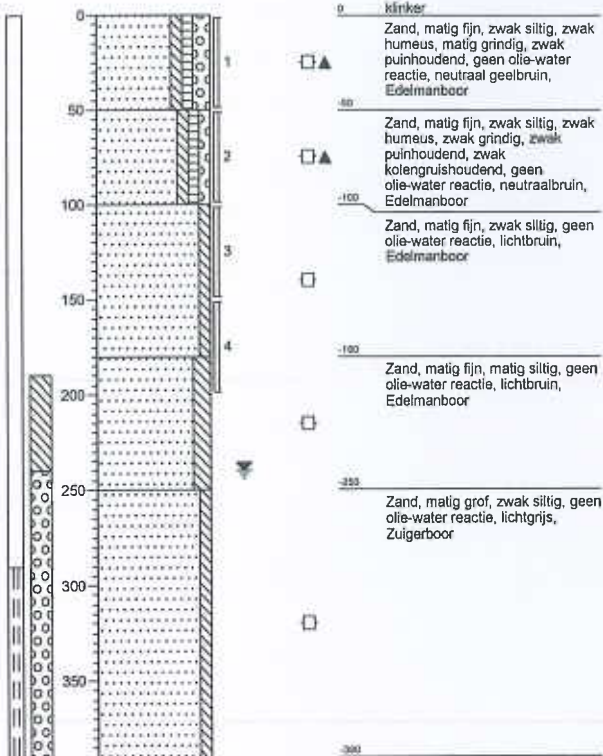 0
50
100
150
200
250
300
350
1
2
3
4
0 klinker
Zand, matig fijn, zwak siltig, zwak
humeus, matig grindig, zwak
puinhoudend, geen olie-water
reactie, neutraal geelbruin,
Edelmanboor
-50
Zand, matig fijn, zwak siltig, zwak
humeus, zwak grindig, zwak
puinhoudend, zwak
kolengruishoudend, geen
olie-water reactie, neutraalbruin,
Edelmanboor
-100
Zand, matig fijn, zwak siltig, geen
olie-water reactie, lichtbruin,
Edelmanboor
-180
Zand, matig fijn, matig siltig, geen
olie-water reactie, lichtbruin,
Edelmanboor
-250
Zand, matig grof, zwak siltig, geen
olie-water reactie, lichtgrijs,
Zuigerboor